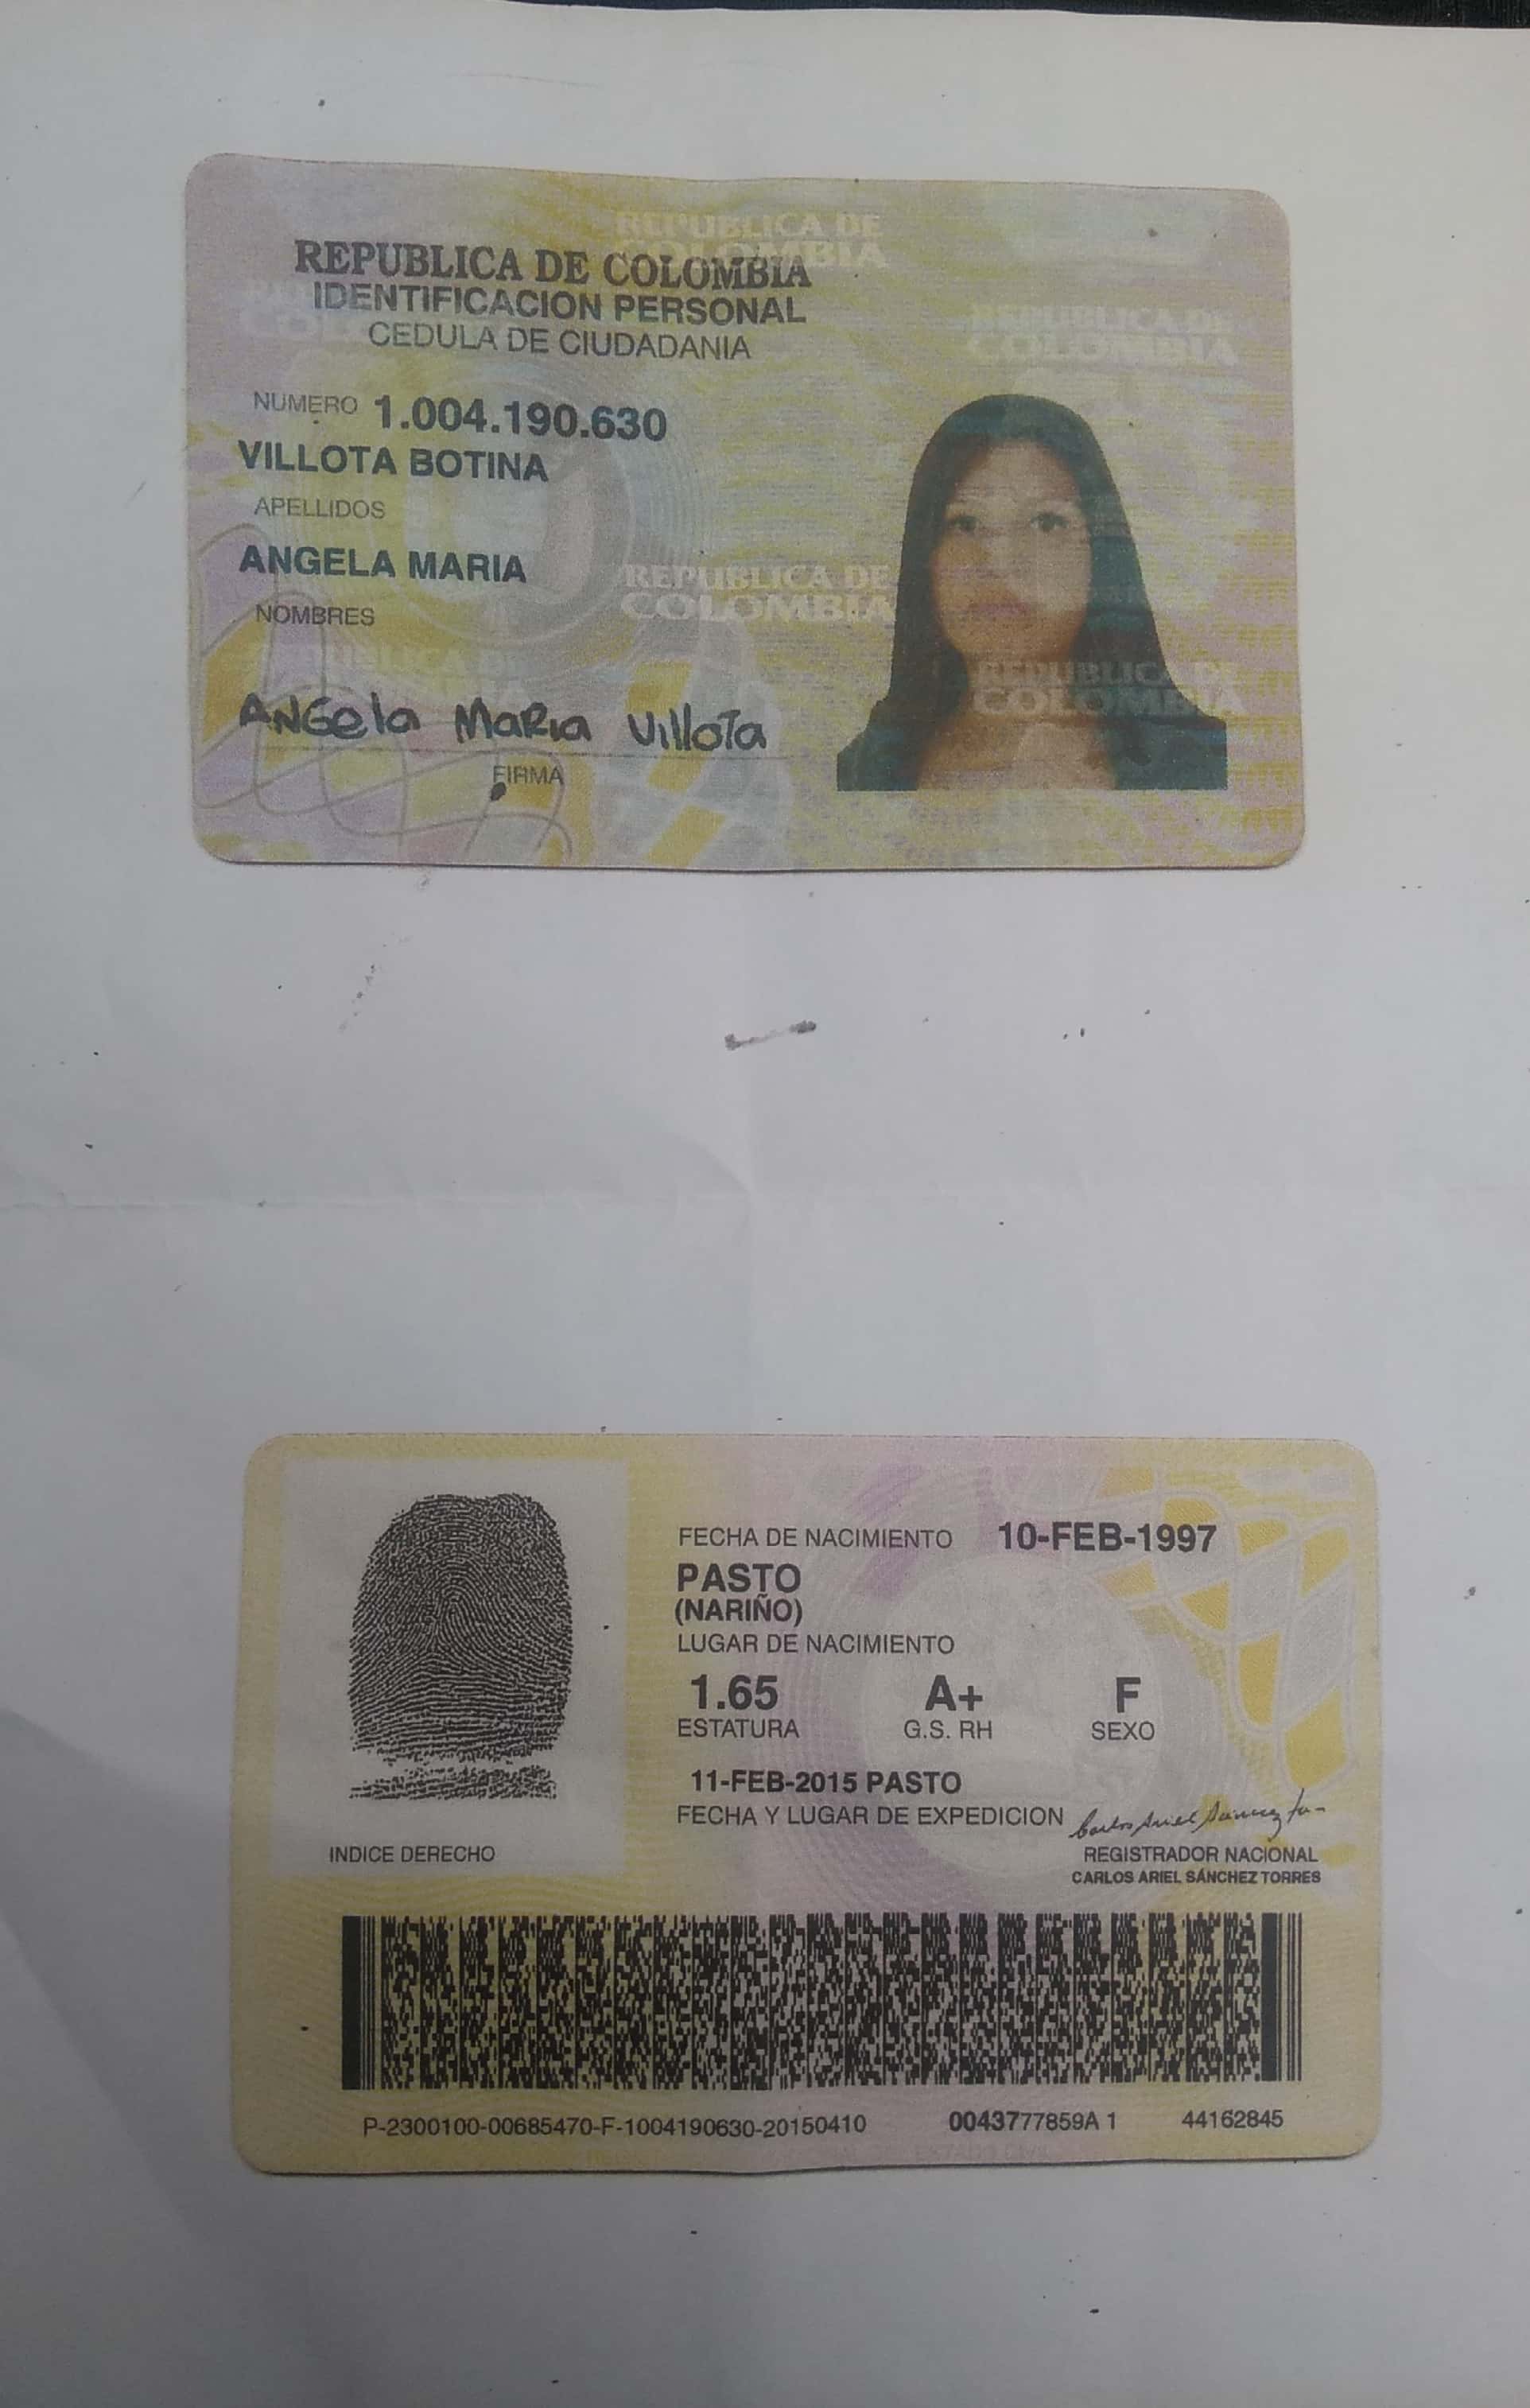 REPUBLICA DE COLOMBIA
IDENTIFICACION PERSONAL
CEDULA DE CIUDADANIA
NUMERO 1.004.190.630
VILLOTA BOTINA
APELLIDOS
ANGELA MARIA
NOMBRES
ANGela MaRia Villota
FIRMA
REPUBLICA DE
COLOMBIA
REPUBLICA DE
COLOMBIA
REPUBLICA DE
COLOMBIA
REPUBLICA DE
COLOMBIA
FECHA DE NACIMIENTO 10-FEB-1997
PASTO
(NARIÑO)
LUGAR DE NACIMIENTO
1.65 A+ F
ESTATURA G.S. RH SEXO
11-FEB-2015 PASTO
FECHA Y LUGAR DE EXPEDICION
INDICE DERECHO
REGISTRADOR NACIONAL
CARLOS ARIEL SÁNCHEZ TORRES
P-2300100-00685470-F-1004190630-20150410 0043777859A 1 44162845